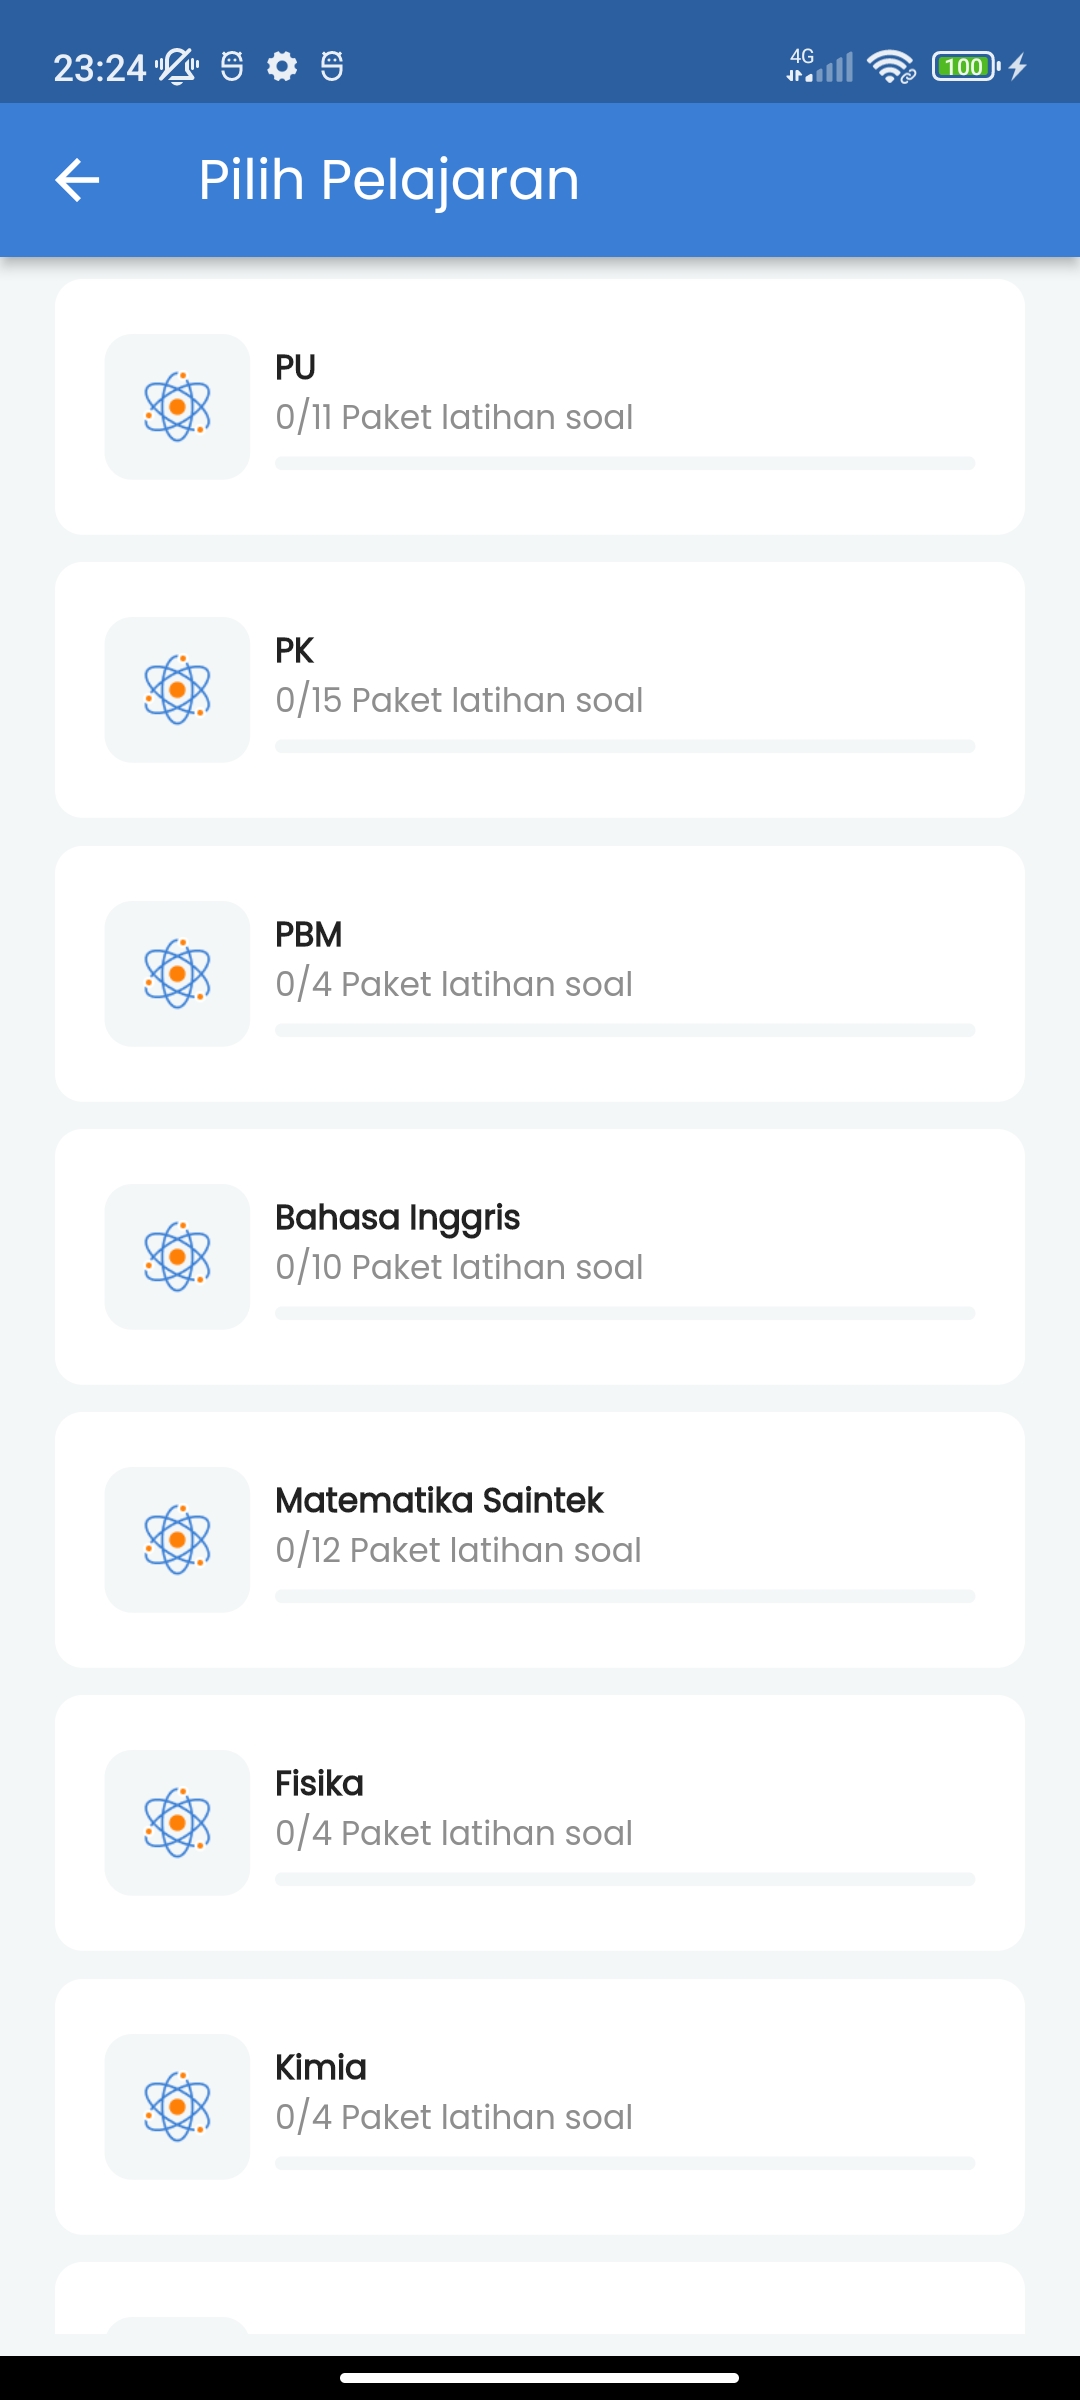 23:24
4G
100
Pilih Pelajaran
PU
0/11 Paket latihan soal
PK
0/15 Paket latihan soal
PBM
0/4 Paket latihan soal
Bahasa Inggris
0/10 Paket latihan soal
Matematika Saintek
0/12 Paket latihan soal
Fisika
0/4 Paket latihan soal
Kimia
0/4 Paket latihan soal